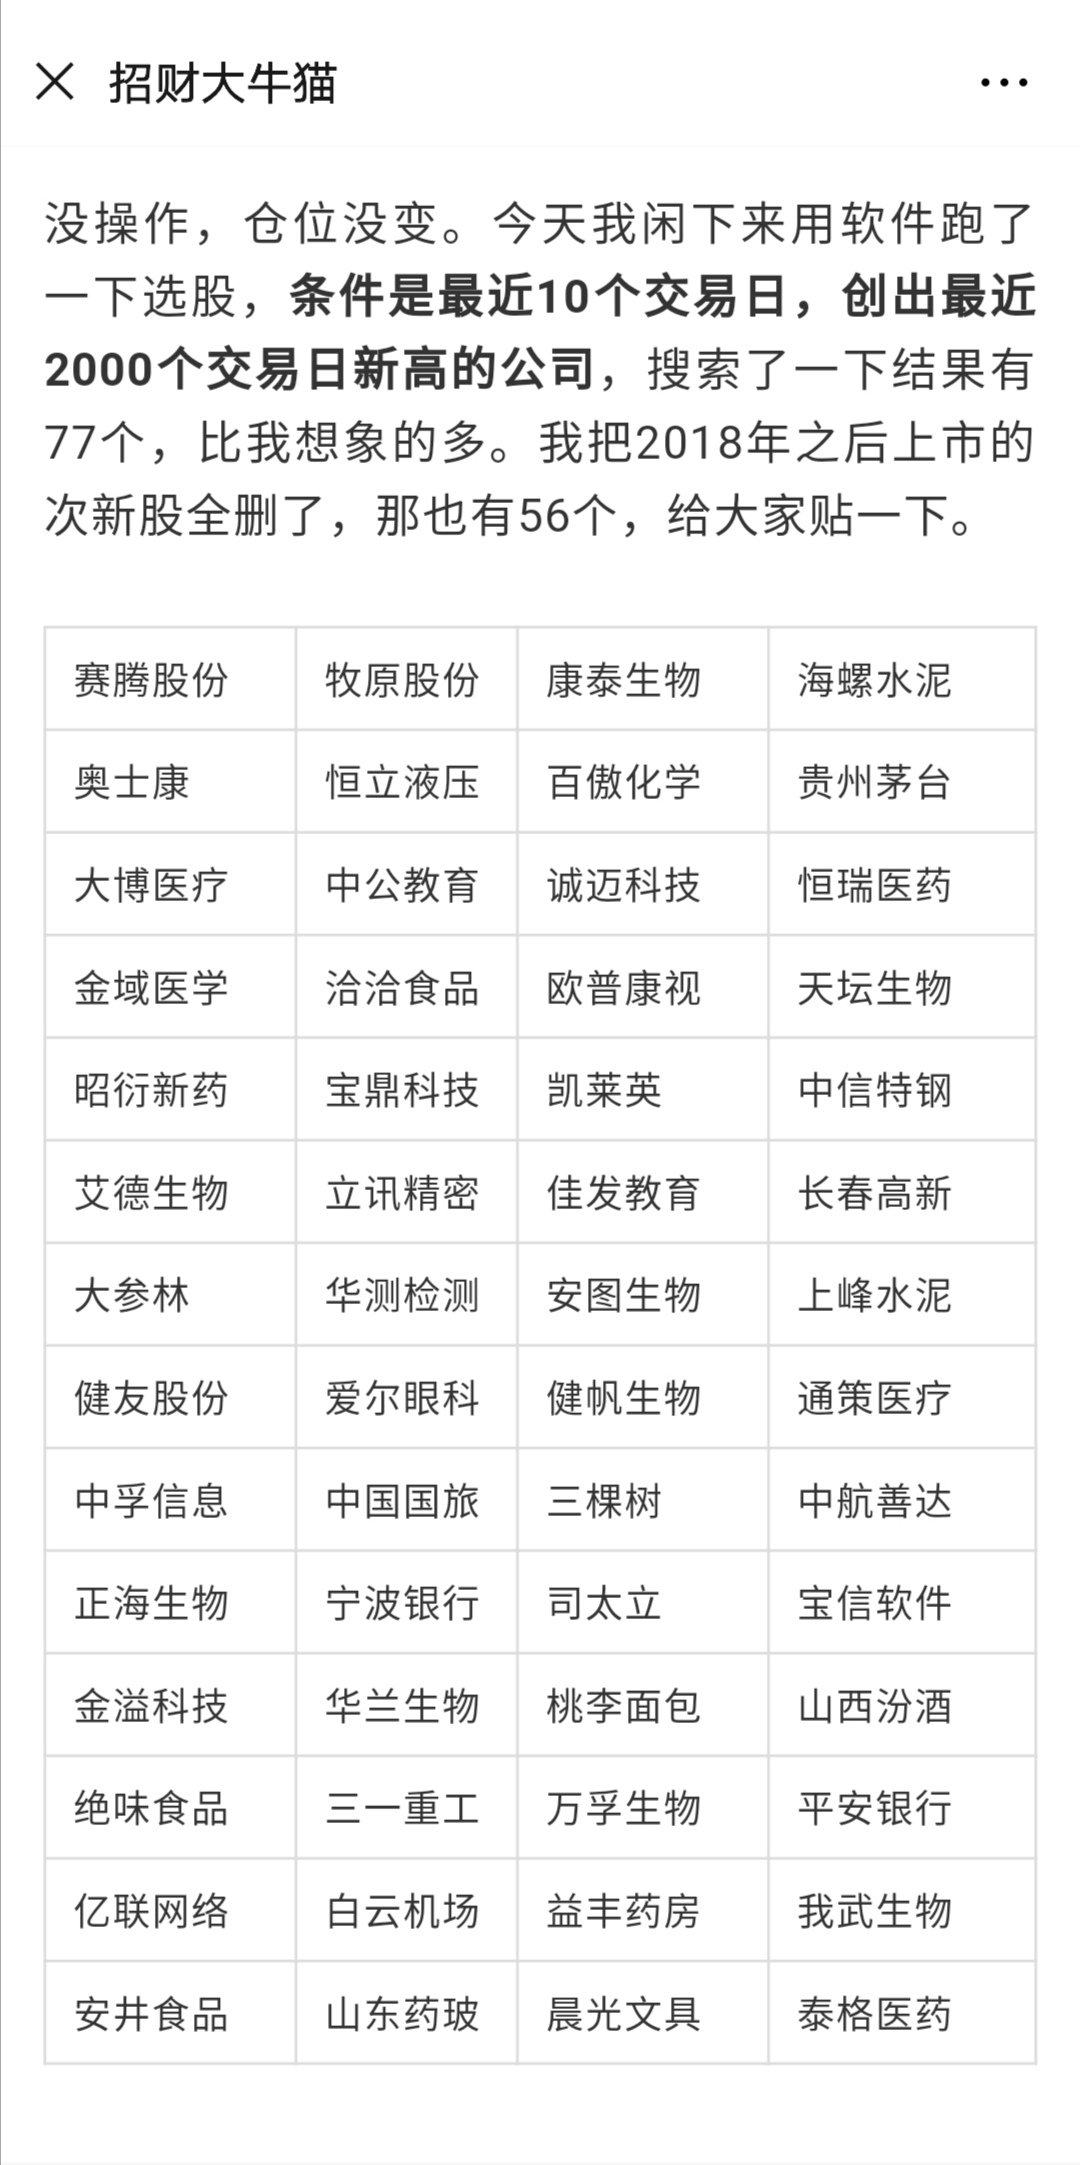 招财大牛猫
没操作，仓位没变。今天我闲下来用软件跑了
一下选股，条件是最近10个交易日，创出最近
2000个交易日新高的公司，搜索了一下结果有
77个，比我想象的多。我把2018年之后上市的
次新股全删了，那也有56个，给大家贴一下。
赛腾股份 牧原股份 康泰生物 海螺水泥
奥士康 恒立液压 百傲化学 贵州茅台
大博医疗 中公教育 诚迈科技 恒瑞医药
金域医学 洽洽食品 欧普康视 天坛生物
昭衍新药 宝鼎科技 凯莱英 中信特钢
艾德生物 立讯精密 佳发教育 长春高新
大参林 华测检测 安图生物 上峰水泥
健友股份 爱尔眼科 健帆生物 通策医疗
中孚信息 中国国旅 三棵树 中航善达
正海生物 宁波银行 司太立 宝信软件
金溢科技 华兰生物 桃李面包 山西汾酒
绝味食品 三一重工 万孚生物 平安银行
亿联网络 白云机场 益丰药房 我武生物
安井食品 山东药玻 晨光文具 泰格医药